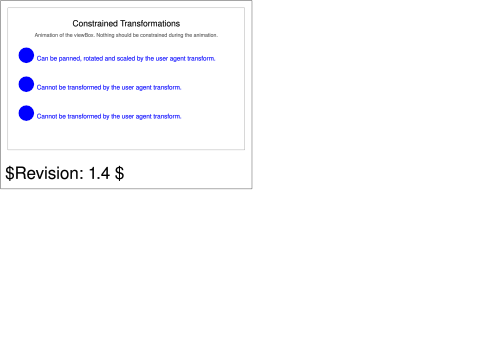 Constrained Transformations
Animation of the viewBox. Nothing should be constrained during the animation.
Can be panned, rotated and scaled by the user agent transform.
Cannot be transformed by the user agent transform.
Cannot be transformed by the user agent transform.
$Revision: 1.4 $